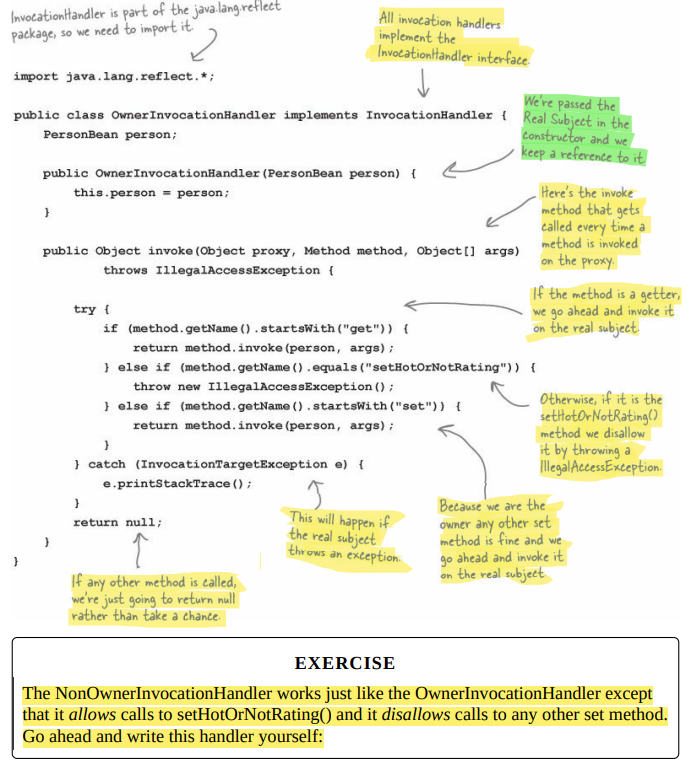 InvocationHandler is part of the java.lang.reflect
package, so we need to import it.
All invocation handlers
implement the
InvocationHandler interface.
import java.lang.reflect.*;
public class OwnerInvocationHandler implements InvocationHandler {
PersonBean person;
We're passed the
Real Subject in the
constructor and we
keep a reference to it.
public OwnerInvocationHandler(PersonBean person) {
this.person = person;
}
Here's the invoke
method that gets
called every time a
method is invoked
on the proxy.
public Object invoke(Object proxy, Method method, Object[] args)
throws IllegalAccessException {
If the method is a getter,
we go ahead and invoke it
on the real subject.
try {
if (method.getName().startsWith("get")) {
return method.invoke(person, args);
} else if (method.getName().equals("setHotOrNotRating")) {
throw new IllegalAccessException();
} else if (method.getName().startsWith("set")) {
return method.invoke(person, args);
}
Otherwise, if it is the
setHotOrNotRating()
method we disallow
it by throwing a
IllegalAccessException.
} catch (InvocationTargetException e) {
e.printStackTrace();
}
return null;
}
}
This will happen if
the real subject
throws an exception.
Because we are the
owner any other set
method is fine and we
go ahead and invoke it
on the real subject.
If any other method is called,
we're just going to return null
rather than take a chance.
EXERCISE
The NonOwnerInvocationHandler works just like the OwnerInvocationHandler except
that it allows calls to setHotOrNotRating() and it disallows calls to any other set method.
Go ahead and write this handler yourself: